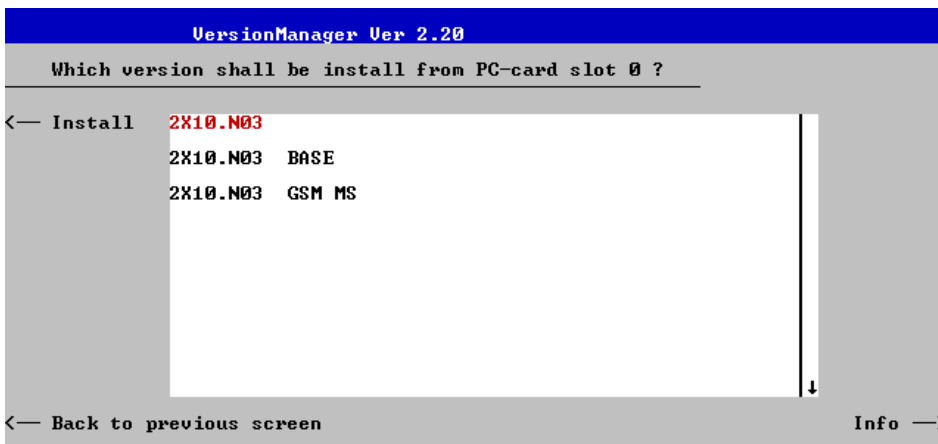 VersionManager Ver 2.20
Which version shall be install from PC-card slot 0 ?
<— Install 2X10.N03
2X10.N03 BASE
2X10.N03 GSM MS
<— Back to previous screen Info —